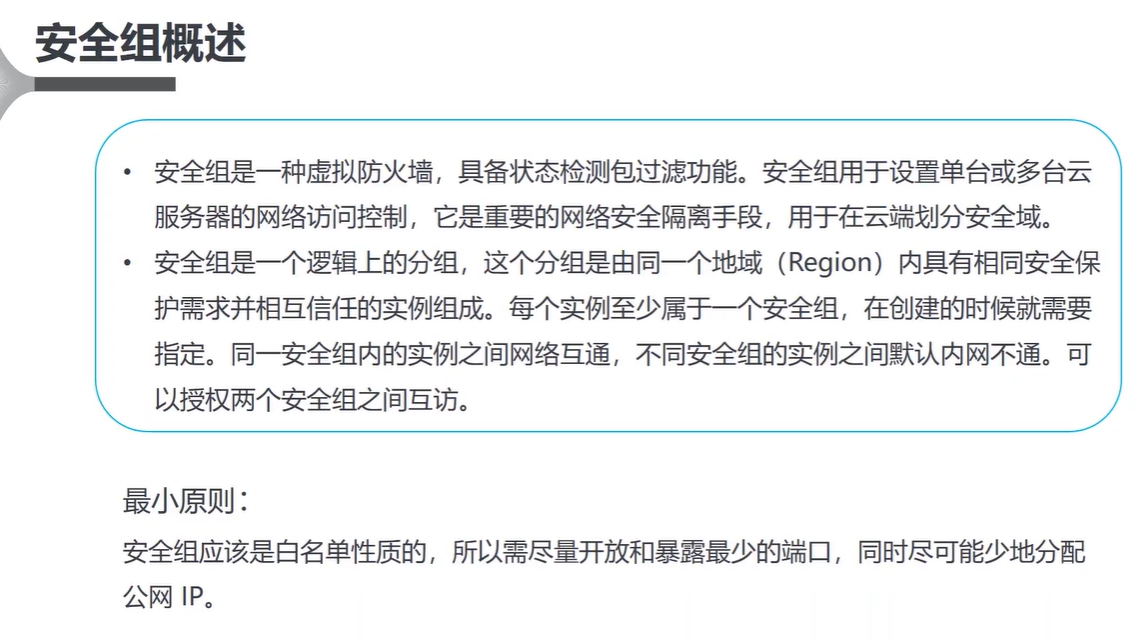 安全组概述
• 安全组是一种虚拟防火墙，具备状态检测包过滤功能。安全组用于设置单台或多台云
服务器的网络访问控制，它是重要的网络安全隔离手段，用于在云端划分安全域。
• 安全组是一个逻辑上的分组，这个分组是由同一个地域（Region）内具有相同安全保
护需求并相互信任的实例组成。每个实例至少属于一个安全组，在创建的时候就需要
指定。同一安全组内的实例之间网络互通，不同安全组的实例之间默认内网不通。可
以授权两个安全组之间互访。
最小原则：
安全组应该是白名单性质的，所以需尽量开放和暴露最少的端口，同时尽可能少地分配
公网 IP。